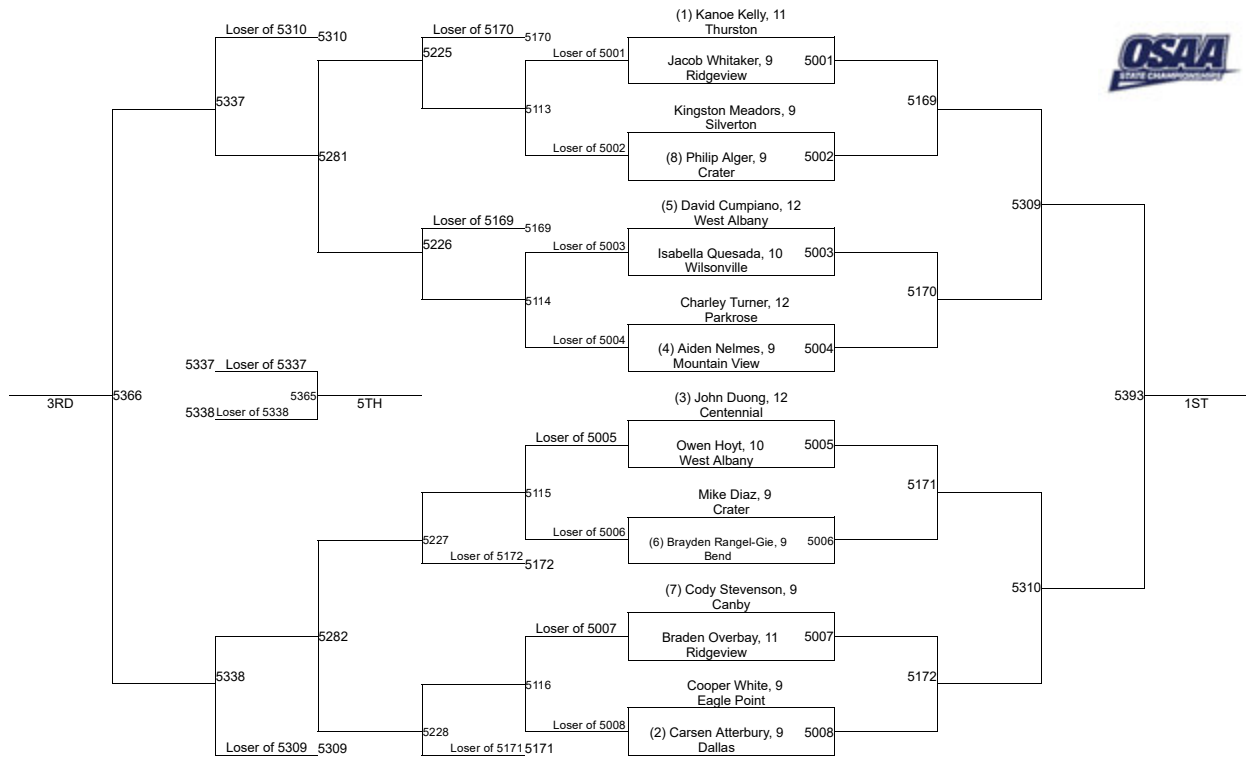 (1) Kanoe Kelly, 11
Thurston
OSAA
STATE CHAMPIONSHIPS
Loser of 5310 5310
Loser of 5170 5170
5225
Loser of 5001
Jacob Whitaker, 9 5001
Ridgeview
5337
5113
5169
Kingston Meadors, 9
Silverton
5281
Loser of 5002
(8) Philip Alger, 9 5002
Crater
(5) David Cumpiano, 12
West Albany
5309
Loser of 5169 5169
5226
Loser of 5003
Isabella Quesada, 10 5003
Wilsonville
5114
5170
Charley Turner, 12
Parkrose
Loser of 5004
(4) Aiden Nelmes, 9 5004
Mountain View
5337 Loser of 5337
5366
3RD
5365
5TH
5393
1ST
(3) John Duong, 12
Centennial
5338 Loser of 5338
Loser of 5005
Owen Hoyt, 10 5005
West Albany
5115
5171
Mike Diaz, 9
Crater
5227
Loser of 5006
(6) Brayden Rangel-Gie, 9 5006
Bend
Loser of 5172 5172
(7) Cody Stevenson, 9
Canby
5310
Loser of 5007
5282
Braden Overbay, 11 5007
Ridgeview
5338
5116
5172
Cooper White, 9
Eagle Point
5228
Loser of 5008
(2) Carsen Atterbury, 9 5008
Dallas
Loser of 5309 5309
Loser of 5171 5171